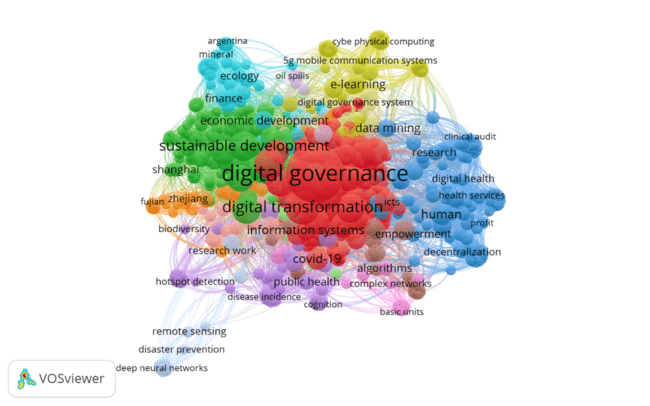 argentina
cybe physical computing
mineral
5g mobile communication systems
ecology
oil spills
e-learning
finance
digital governance system
economic development
data mining
clinical audit
sustainable development
research
shanghai
digital governance
digital health
fujian
zhejiang
health services
digital transformation
icts
human
profit
biodiversity
information systems
empowerment
research work
covid-19
decentralization
algorithms
hotspot detection
public health
complex networks
disease incidence
cognition
basic units
remote sensing
disaster prevention
deep neural networks
VOSviewer